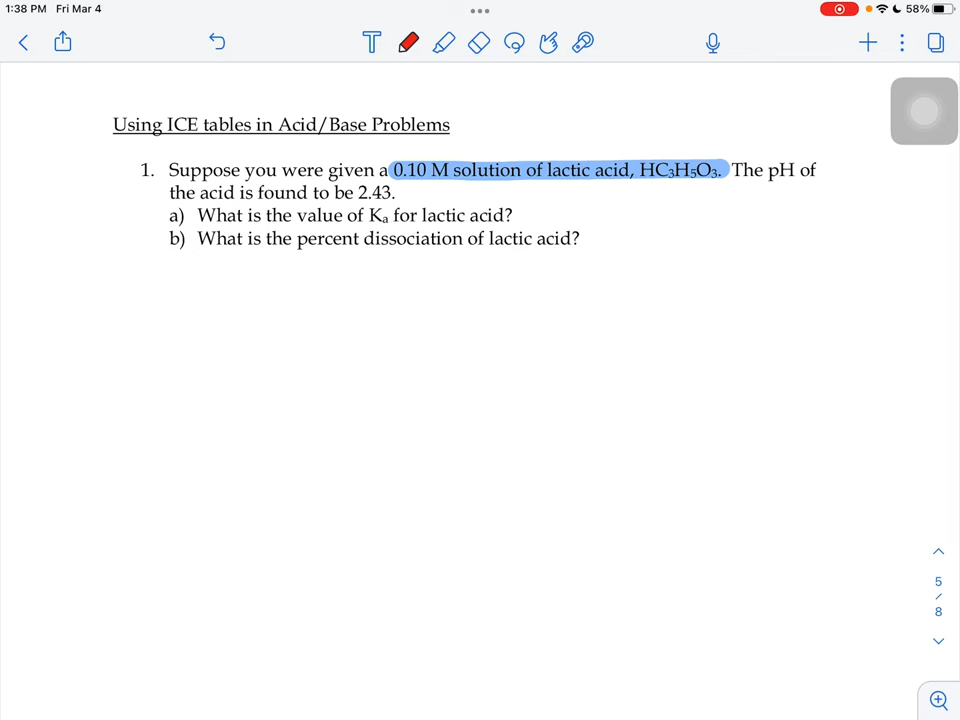 1:38 PM Fri Mar 4
58%
T
Using ICE tables in Acid/Base Problems
1. Suppose you were given a 0.10 M solution of lactic acid, HC₃H₅O₃. The pH of
the acid is found to be 2.43.
a) What is the value of Kₐ for lactic acid?
b) What is the percent dissociation of lactic acid?
5
/
8